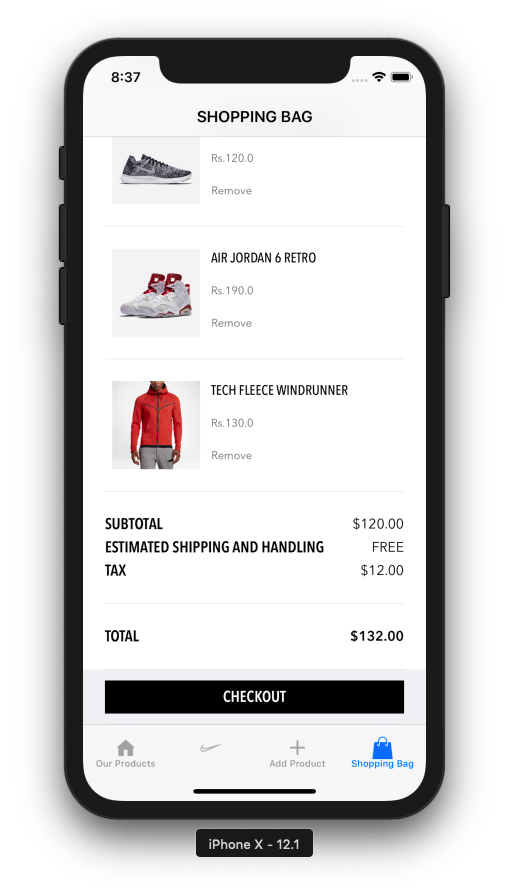 8:37
SHOPPING BAG
Rs.120.0
Remove
AIR JORDAN 6 RETRO
Rs.190.0
Remove
TECH FLEECE WINDRUNNER
Rs.130.0
Remove
SUBTOTAL $120.00
ESTIMATED SHIPPING AND HANDLING FREE
TAX $12.00
TOTAL $132.00
CHECKOUT
Our Products Add Product Shopping Bag
iPhone X - 12.1